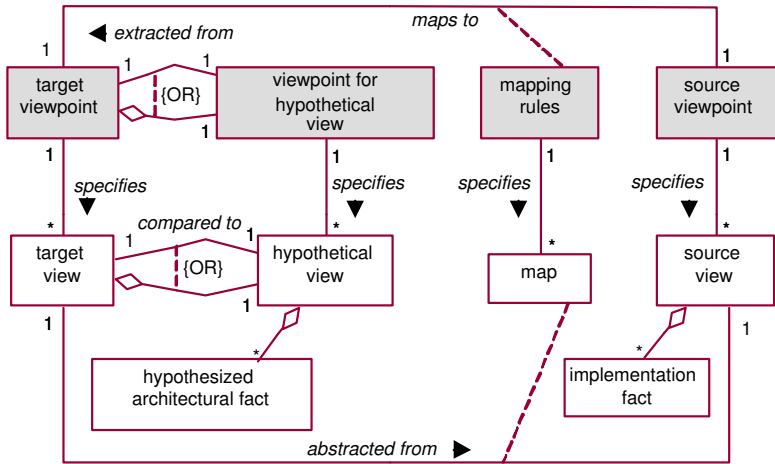 maps to
extracted from
1
1
1
1
target
viewpoint
{OR}
1
viewpoint for
hypothetical
view
mapping
rules
source
viewpoint
1
1
1
1
specifies
specifies
specifies
specifies
*
*
*
*
compared to
1
1
target
view
{OR}
1
hypothetical
view
map
source
view
1
1
*
*
hypothesized
architectural fact
implementation
fact
abstracted from